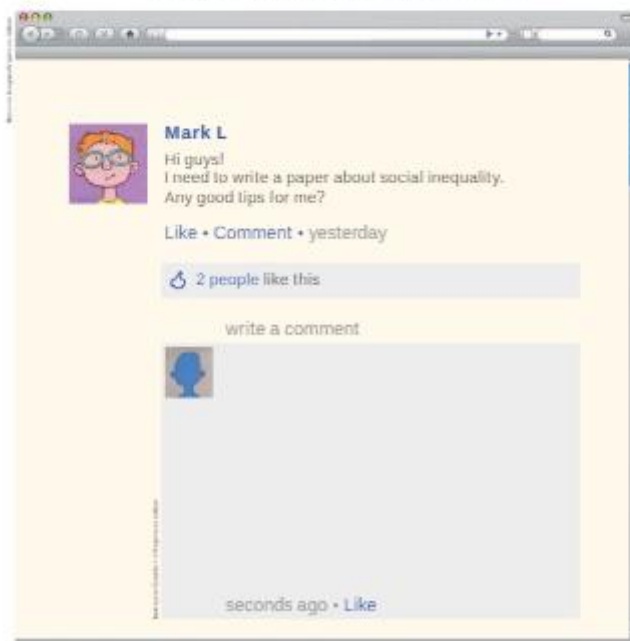 Mark L
Hi guys!
I need to write a paper about social inequality.
Any good tips for me?
Like • Comment • yesterday
2 people like this
write a comment
seconds ago • Like